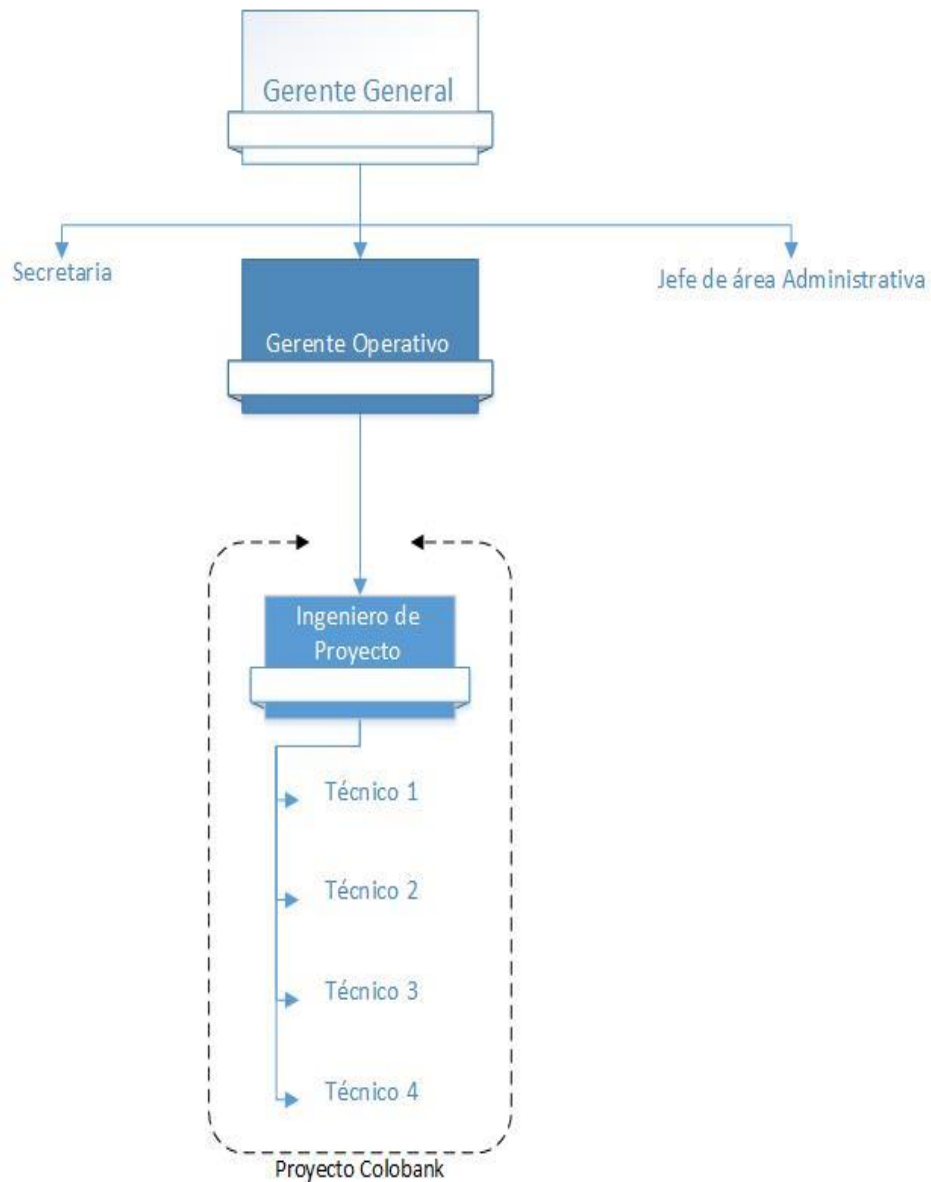 Gerente General
Secretaria
Jefe de área Administrativa
Gerente Operativo
Ingeniero de
Proyecto
Técnico 1
Técnico 2
Técnico 3
Técnico 4
Proyecto Colobank